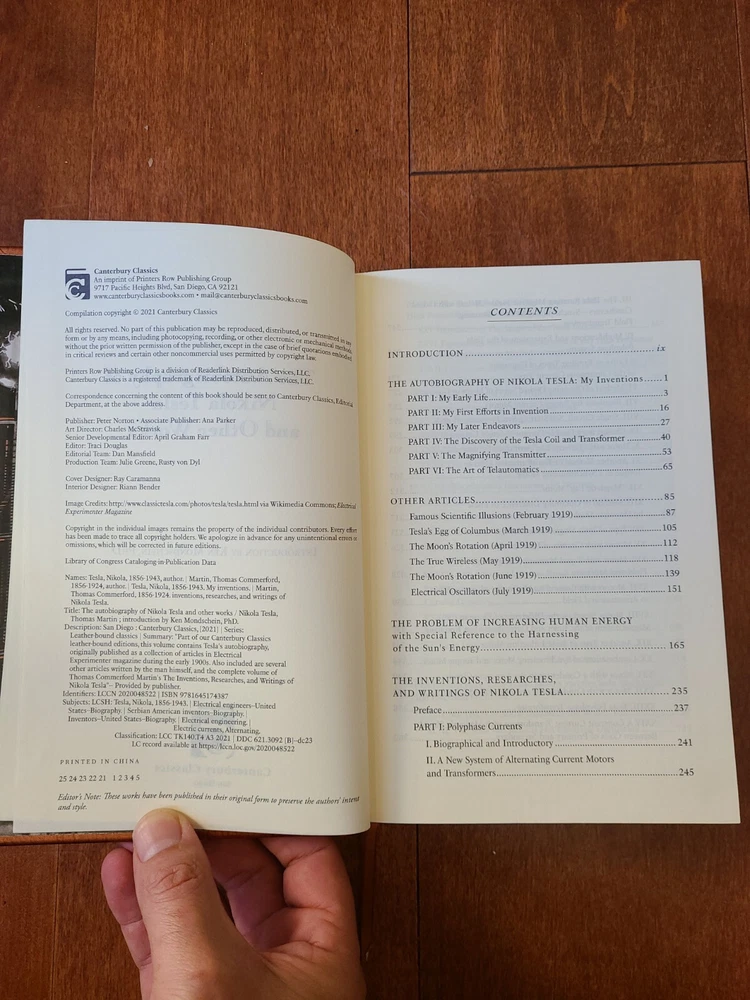 Canterbury Classics
An imprint of Printers Row Publishing Group
9717 Pacific Heights Blvd, San Diego, CA 92121
www.canterburyclassicsbooks.com • mail@canterburyclassicsbooks.com
Compilation copyright © 2021 Canterbury Classics
All rights reserved. No part of this publication may be reproduced, distributed, or transmitted in any
form or by any means, including photocopying, recording, or other electronic or mechanical methods,
without the prior written permission of the publisher, except in the case of brief quotations embodied
in critical reviews and certain other noncommercial uses permitted by copyright law.
Printers Row Publishing Group is a division of Readerlink Distribution Services, LLC.
Canterbury Classics is a registered trademark of Readerlink Distribution Services, LLC.
Correspondence concerning the content of this book should be sent to Canterbury Classics, Editorial
Department, at the above address.
Publisher: Peter Norton • Associate Publisher: Ana Parker
Art Director: Charles McStravick
Senior Developmental Editor: April Graham Farr
Editor: Traci Douglas
Editorial Team: Dan Mansfield
Production Team: Julie Greene, Rusty von Dyl
Cover Designer: Ray Caramanna
Interior Designer: Riann Bender
Image Credits: http://www.classictesla.com/photos/tesla/tesla.html via Wikimedia Commons; Electrical
Experimenter Magazine
Copyright in the individual images remains the property of the individual contributors. Every effort
has been made to trace all copyright holders. We apologize in advance for any unintentional errors or
omissions, which will be corrected in future editions.
Library of Congress Cataloging-in-Publication Data
Names: Tesla, Nikola, 1856-1943, author. | Martin, Thomas Commerford,
1856-1924, author. | Tesla, Nikola, 1856-1943. My inventions. | Martin,
Thomas Commerford, 1856-1924. inventions, researches, and writings of
Nikola Tesla.
Title: The autobiography of Nikola Tesla and other works / Nikola Tesla,
Thomas Martin ; introduction by Ken Mondschein, PhD.
Description: San Diego : Canterbury Classics, [2021] | Series:
Leather-bound classics | Summary: "Part of our Canterbury Classics
leather-bound editions, this volume contains Tesla's autobiography,
originally published as a collection of articles in Electrical
Experimenter magazine during the early 1900s. Also included are several
other articles written by the man himself, and the complete volume of
Thomas Commerford Martin's The Inventions, Researches, and Writings of
Nikola Tesla"-- Provided by publisher.
Identifiers: LCCN 2020048522 | ISBN 9781645174387
Subjects: LCSH: Tesla, Nikola, 1856-1943. | Electrical engineers--United
States--Biography. | Serbian American inventors--Biography. |
Inventors--United States--Biography. | Electrical engineering. |
Electric currents, Alternating.
Classification: LCC TK140.T4 A3 2021 | DDC 621.3092 [B]--dc23
LC record available at https://lccn.loc.gov/2020048522
PRINTED IN CHINA
25 24 23 22 21 1 2 3 4 5
Editor's Note: These works have been published in their original form to preserve the authors' intent
and style.
CONTENTS
INTRODUCTION ix
THE AUTOBIOGRAPHY OF NIKOLA TESLA: My Inventions 1
PART I: My Early Life 3
PART II: My First Efforts in Invention 16
PART III: My Later Endeavors 27
PART IV: The Discovery of the Tesla Coil and Transformer 40
PART V: The Magnifying Transmitter 53
PART VI: The Art of Telautomatics 65
OTHER ARTICLES 85
Famous Scientific Illusions (February 1919) 87
Tesla's Egg of Columbus (March 1919) 105
The Moon's Rotation (April 1919) 112
The True Wireless (May 1919) 118
The Moon's Rotation (June 1919) 139
Electrical Oscillators (July 1919) 151
THE PROBLEM OF INCREASING HUMAN ENERGY
with Special Reference to the Harnessing
of the Sun's Energy 165
THE INVENTIONS, RESEARCHES,
AND WRITINGS OF NIKOLA TESLA 235
Preface 237
PART I: Polyphase Currents
I. Biographical and Introductory 241
II. A New System of Alternating Current Motors
and Transformers 245